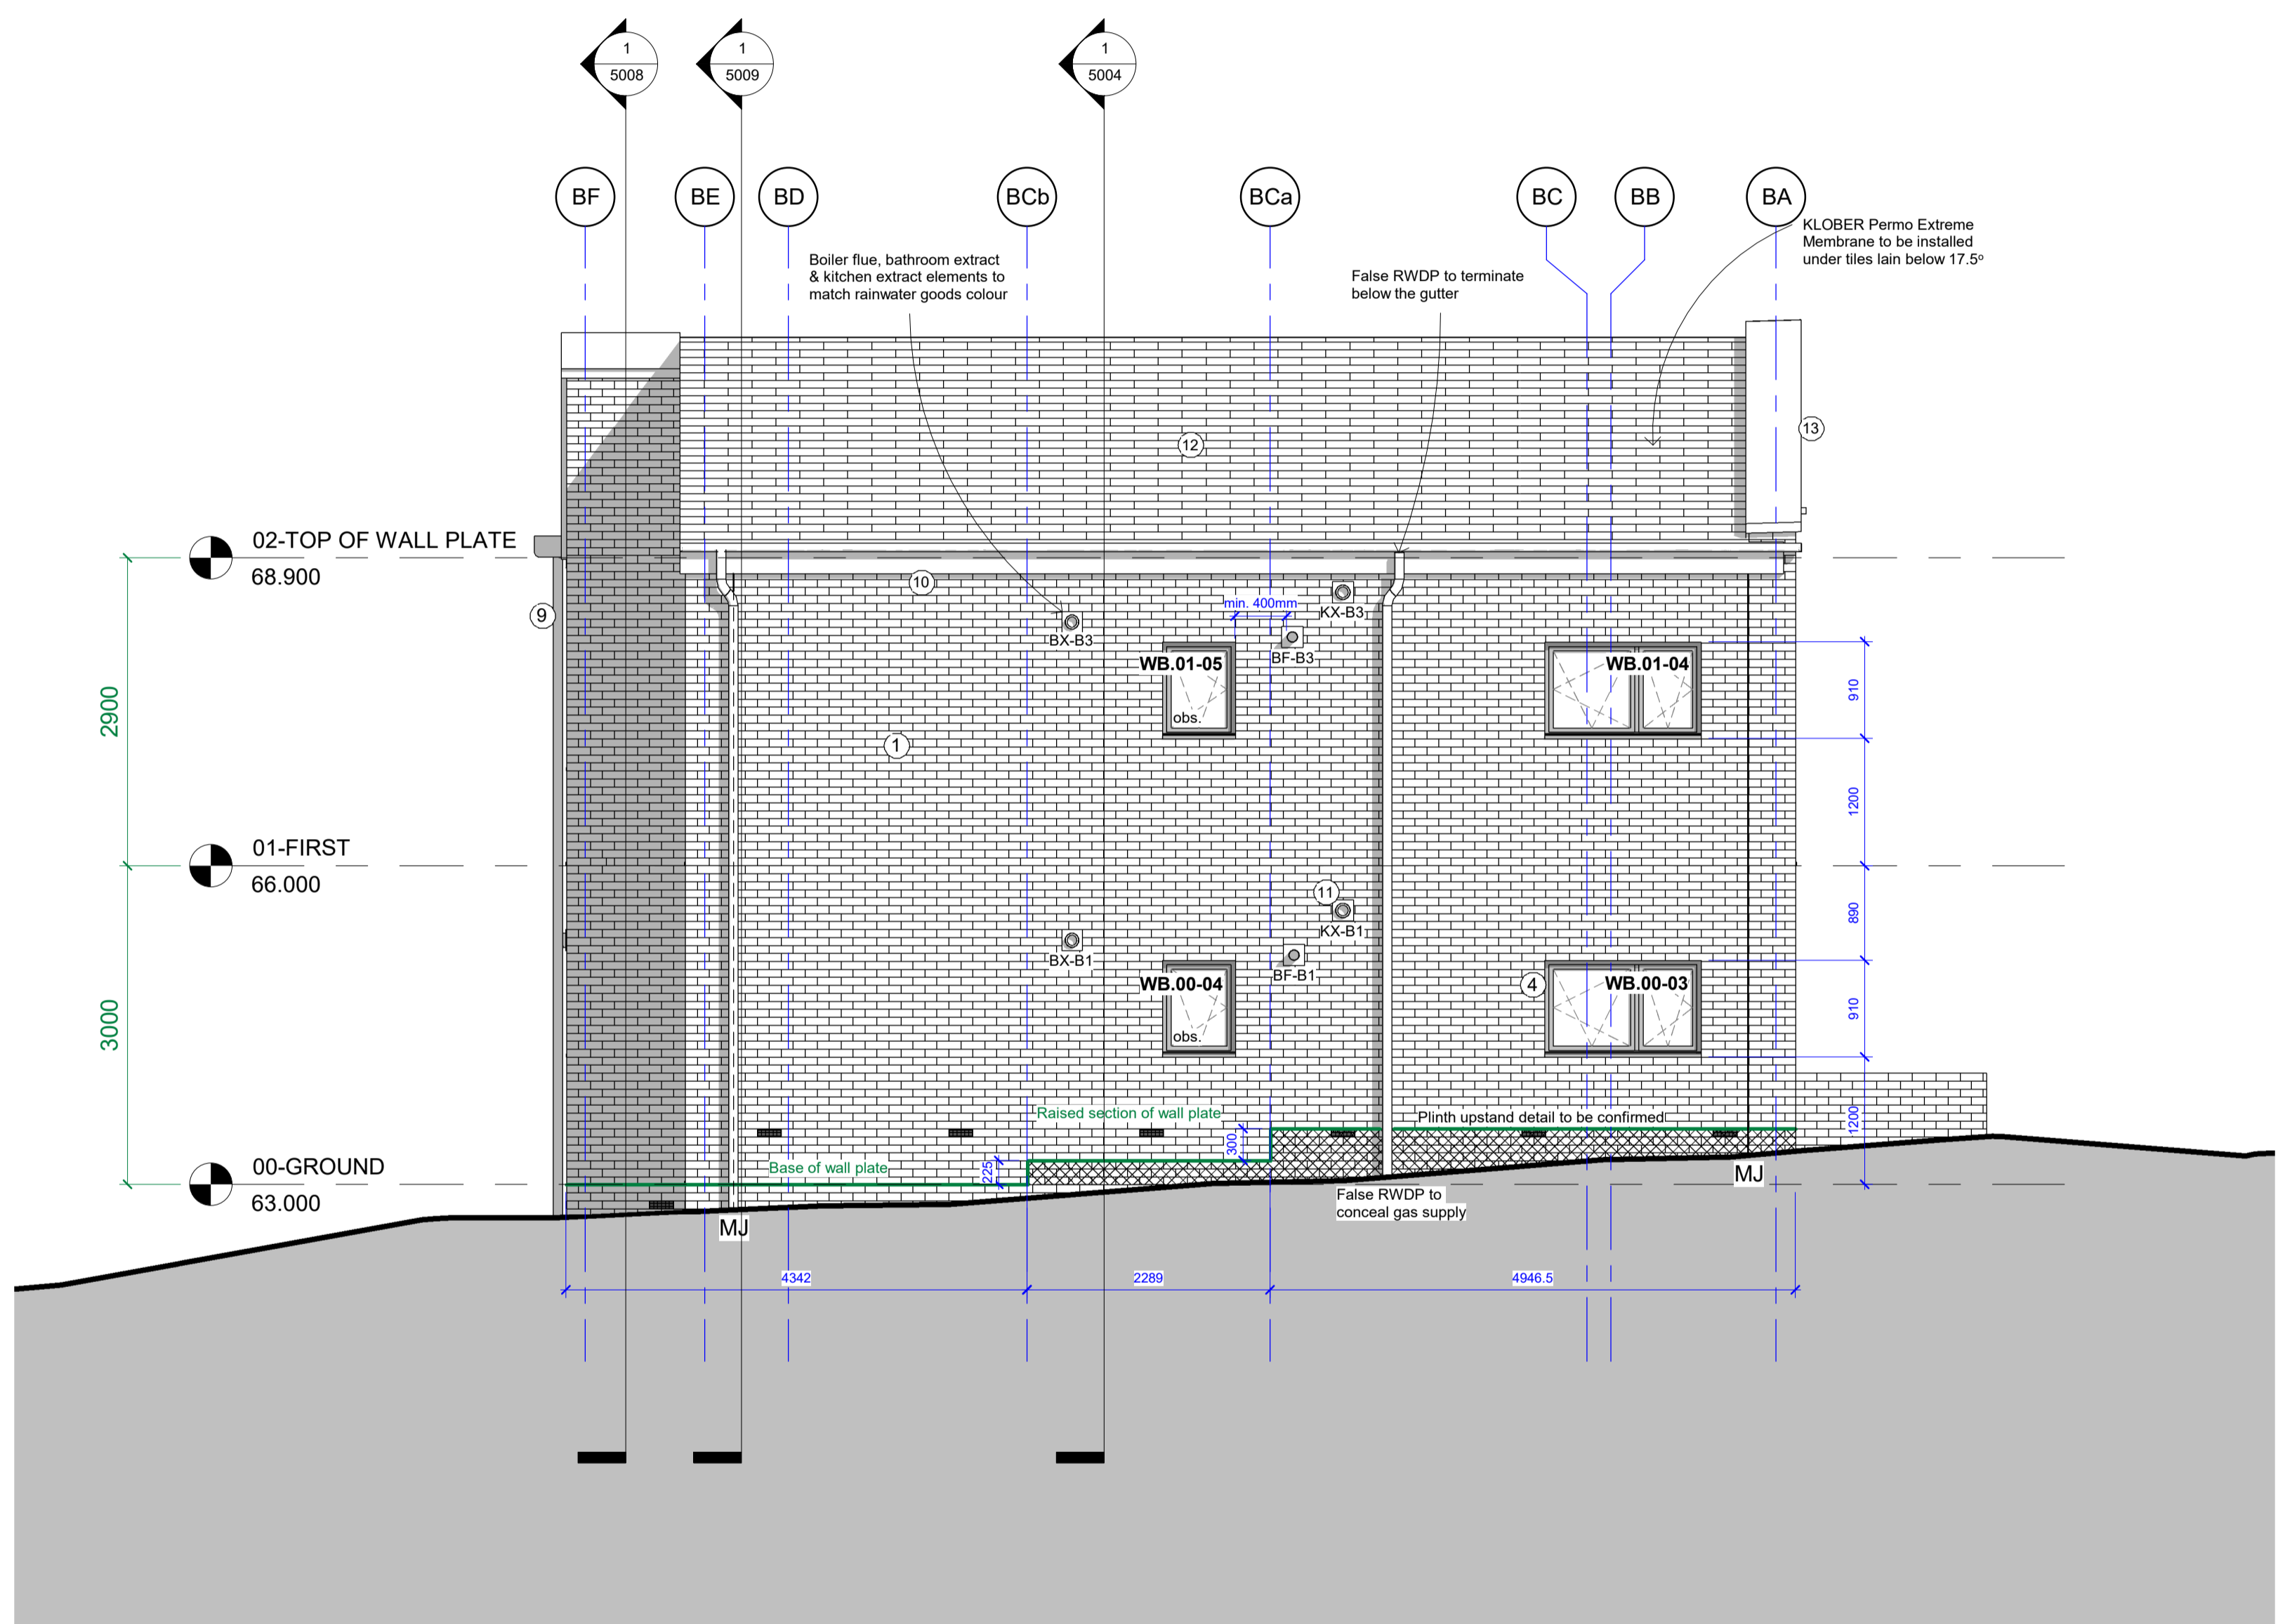 1
5008
1
5009
1
5004
BF
BE
BD
BCb
BCa
BC
BB
BA
KLOBER Permo Extreme
Membrane to be installed
under tiles lain below 17.5º
Boiler flue, bathroom extract
& kitchen extract elements to
match rainwater goods colour
False RWDP to terminate
below the gutter
12
13
02-TOP OF WALL PLATE
68.900
9
10
min. 400mm
KX-B3
BX-B3
BF-B3
WB.01-05
obs.
WB.01-04
910
2900
1
1200
01-FIRST
66.000
11
KX-B1
BX-B1
BF-B1
890
WB.00-04
obs.
4
WB.00-03
910
3000
Raised section of wall plate
Plinth upstand detail to be confirmed
1200
300
Base of wall plate
225
00-GROUND
63.000
MJ
MJ
False RWDP to
conceal gas supply
4342
2289
4946.5